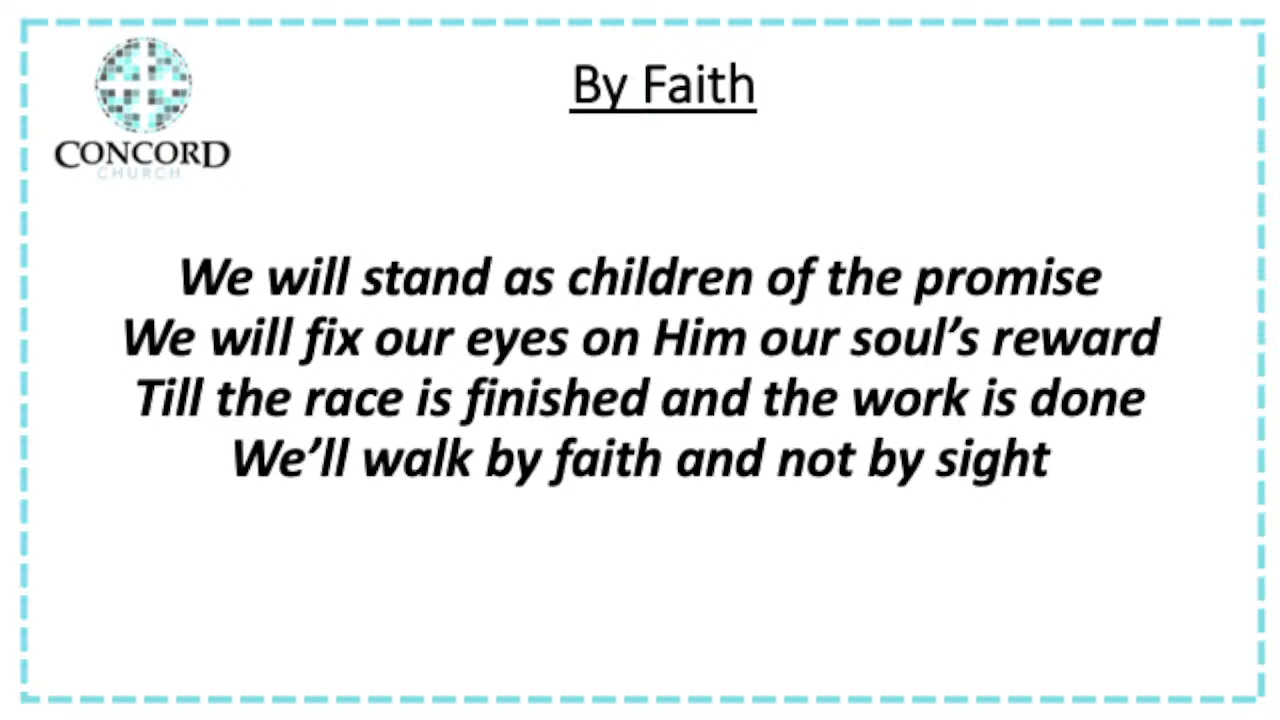 CONCORD
CHURCH
By Faith
We will stand as children of the promise
We will fix our eyes on Him our soul’s reward
Till the race is finished and the work is done
We’ll walk by faith and not by sight